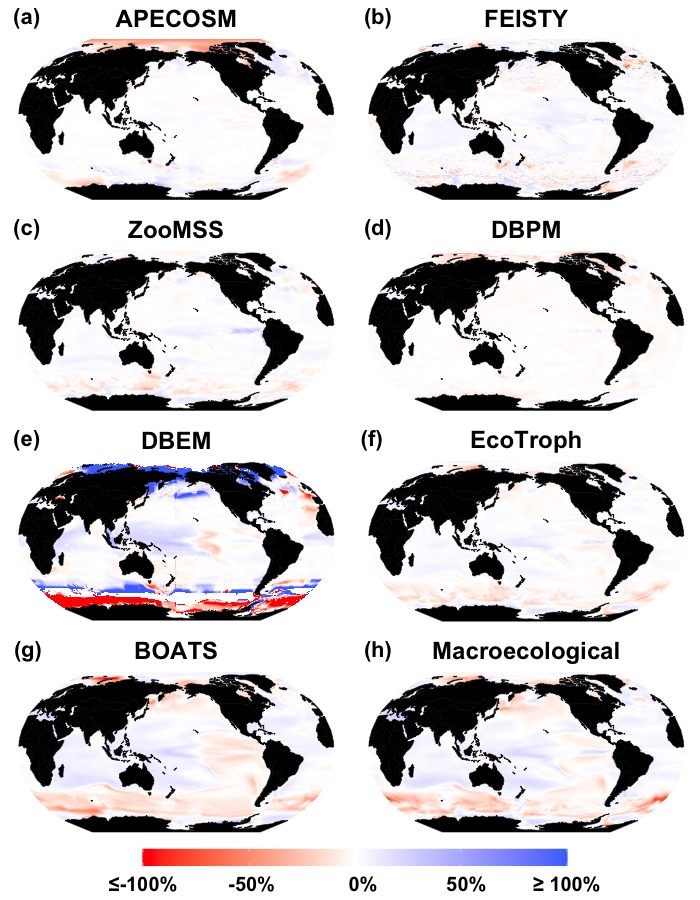 (a) APECOSM
(b) FEISTY
(c) ZooMSS
(d) DBPM
(e) DBEM
(f) EcoTroph
(g) BOATS
(h) Macroecological
≤-100% -50% 0% 50% ≥ 100%